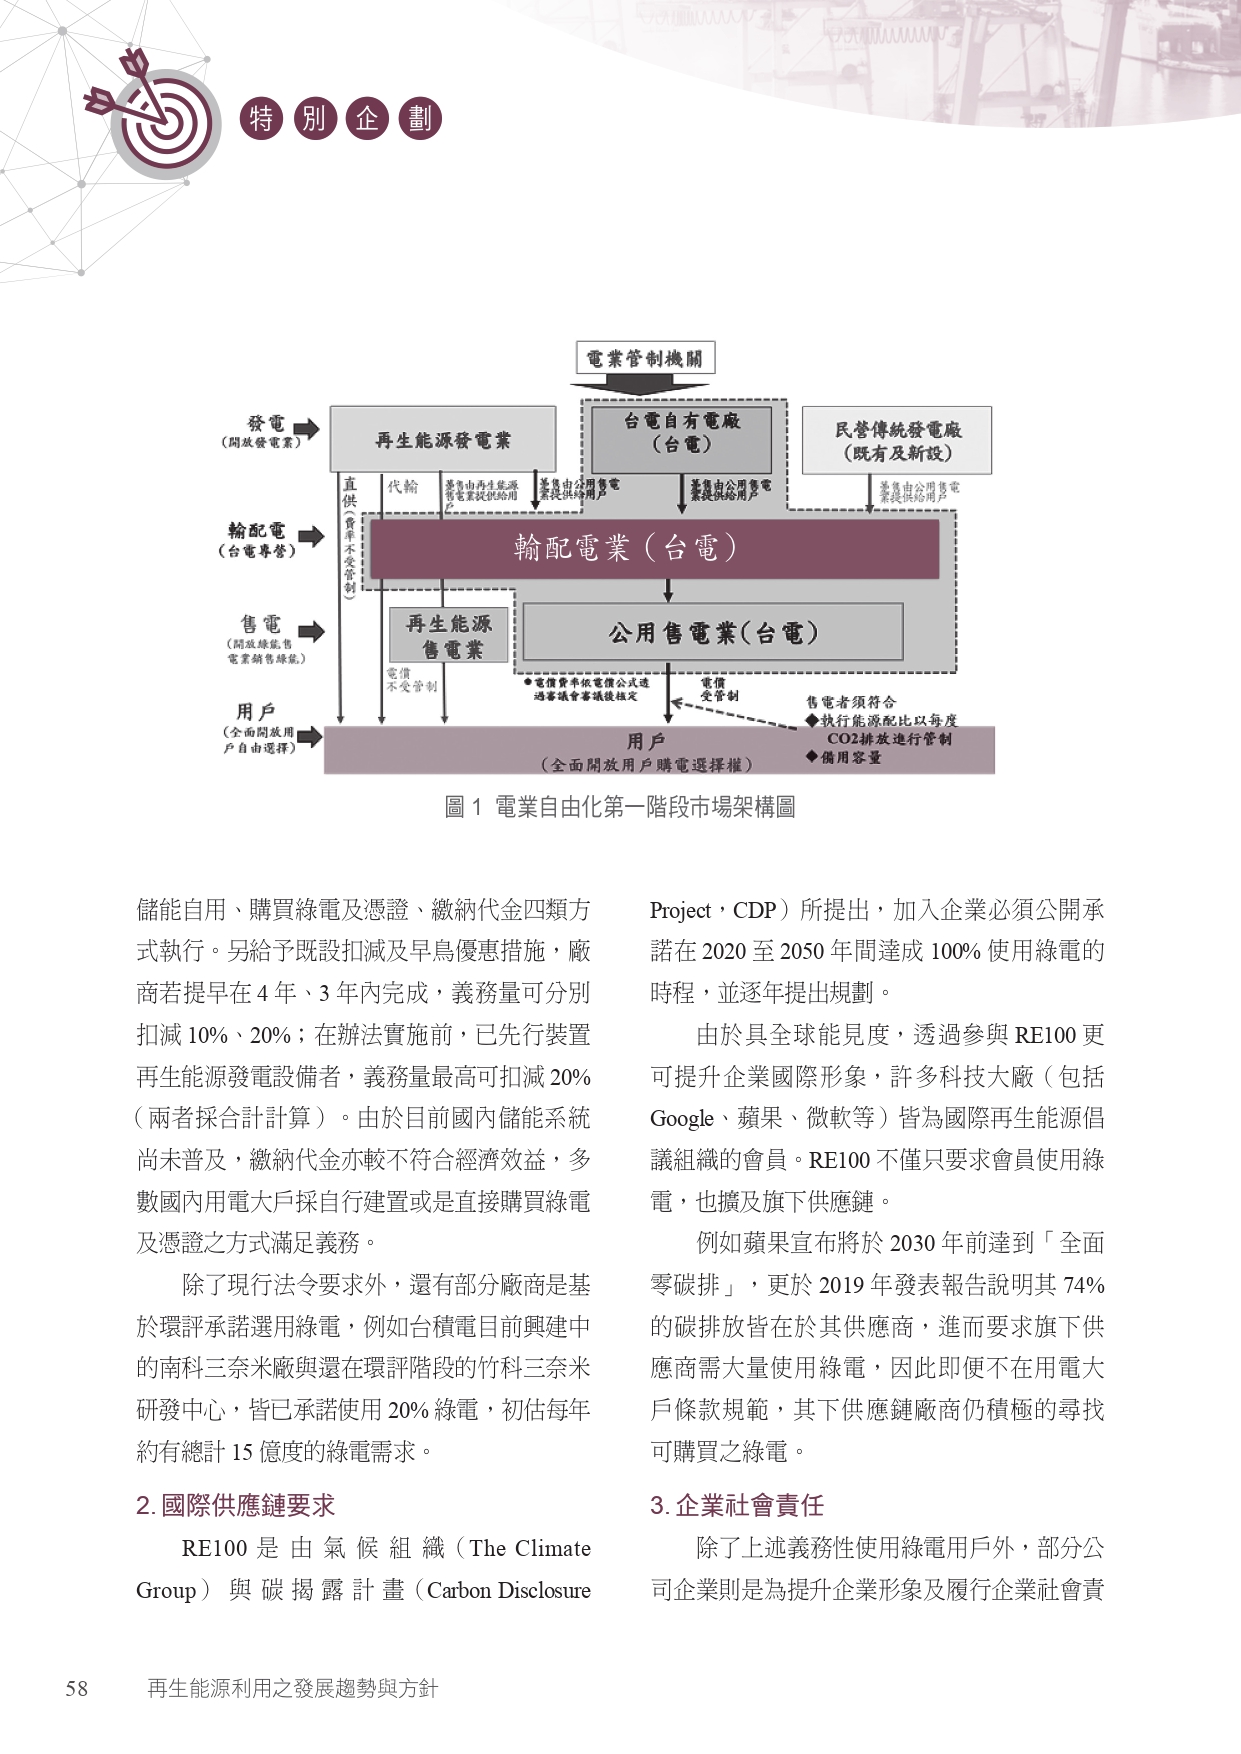 特別企劃
電業管制機關
發電
（開放發電業）
再生能源發電業
台電自有電廠
（台電）
民營傳統發電廠
（既有及新設）
直供（費率不受管制）
代輸
躉售由再生能源
售電業提供給用
戶
躉售由公用售電
業提供給用戶
躉售由公用售電
業提供給用戶
躉售由公用售電
業提供給用戶
輸配電
（台電專營）
輸配電業（台電）
售電
（開放綠能售
電業銷售綠能）
再生能源
售電業
公用售電業(台電)
電價
不受管制
●電價費率依電價公式送
過審議會審議後核定
電價
受管制
售電者須符合
◆執行能源配比以每度
CO2排放進行管制
◆備用容量
用戶
（全面開放用
戶自由選擇）
用戶
（全面開放用戶購電選擇權）
圖 1 電業自由化第一階段市場架構圖
儲能自用、購買綠電及憑證、繳納代金四類方
式執行。另給予既設扣減及早鳥優惠措施，廠
商若提早在 4 年、3 年內完成，義務量可分別
扣減 10%、20%；在辦法實施前，已先行裝置
再生能源發電設備者，義務量最高可扣減 20%
（兩者採合計計算）。由於目前國內儲能系統
尚未普及，繳納代金亦較不符合經濟效益，多
數國內用電大戶採自行建置或是直接購買綠電
及憑證之方式滿足義務。
除了現行法令要求外，還有部分廠商是基
於環評承諾選用綠電，例如台積電目前興建中
的南科三奈米廠與還在環評階段的竹科三奈米
研發中心，皆已承諾使用 20% 綠電，初估每年
約有總計 15 億度的綠電需求。
2. 國際供應鏈要求
RE100 是由氣候組織（The Climate
Group）與碳揭露計畫（Carbon Disclosure
Project，CDP）所提出，加入企業必須公開承
諾在 2020 至 2050 年間達成 100% 使用綠電的
時程，並逐年提出規劃。
由於具全球能見度，透過參與 RE100 更
可提升企業國際形象，許多科技大廠（包括
Google、蘋果、微軟等）皆為國際再生能源倡
議組織的會員。RE100 不僅只要求會員使用綠
電，也擴及旗下供應鏈。
例如蘋果宣布將於 2030 年前達到「全面
零碳排」，更於 2019 年發表報告說明其 74%
的碳排放皆在於其供應商，進而要求旗下供
應商需大量使用綠電，因此即便不在用電大
戶條款規範，其下供應鏈廠商仍積極的尋找
可購買之綠電。
3. 企業社會責任
除了上述義務性使用綠電用戶外，部分公
司企業則是為提升企業形象及履行企業社會責
58 再生能源利用之發展趨勢與方針